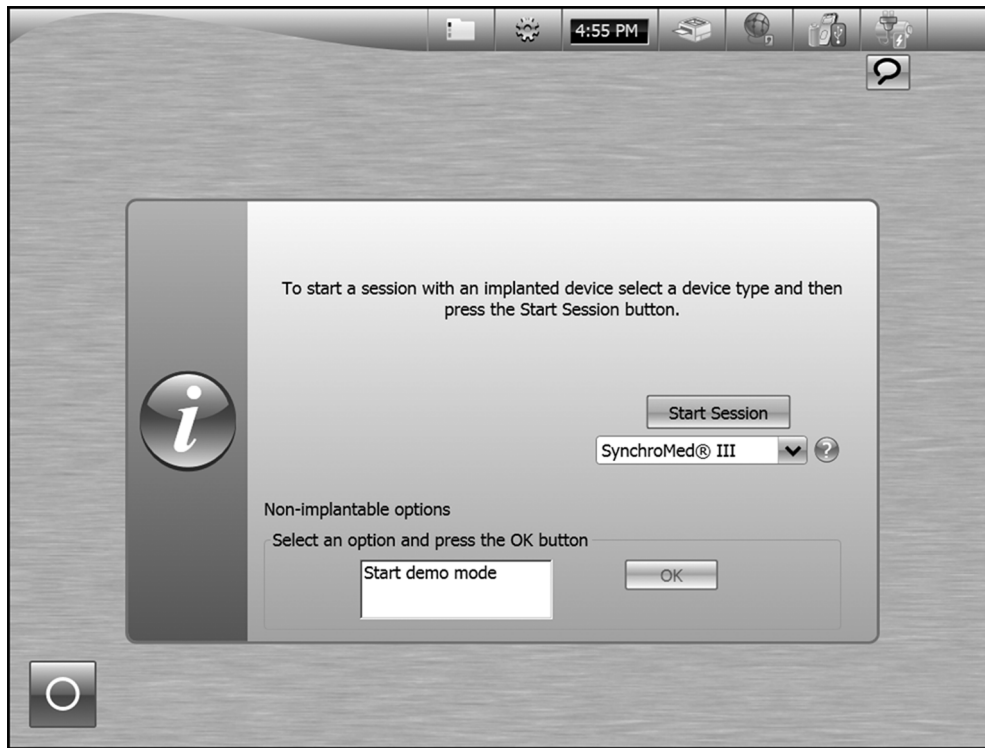 4:55 PM
To start a session with an implanted device select a device type and then
press the Start Session button.
Start Session
SynchroMed® III
?
Non-implantable options
Select an option and press the OK button
Start demo mode
OK